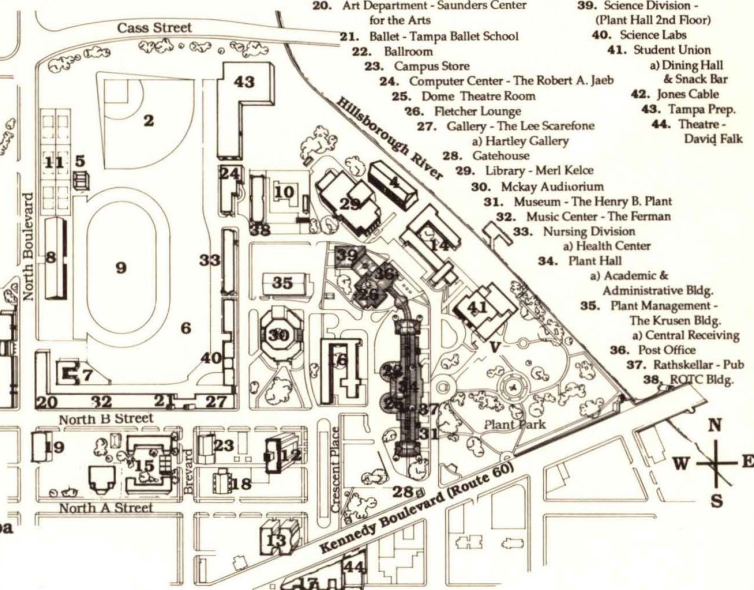 20. Art Department - Saunders Center
for the Arts
21. Ballet - Tampa Ballet School
22. Ballroom
23. Campus Store
24. Computer Center - The Robert A. Jaeb
25. Dome Theatre Room
26. Fletcher Lounge
27. Gallery - The Lee Scarefone
a) Hartley Gallery
28. Gatehouse
29. Library - Merl Kelce
30. Mckay Auditorium
31. Museum - The Henry B. Plant
32. Music Center - The Ferman
33. Nursing Division
a) Health Center
34. Plant Hall
a) Academic &
Administrative Bldg.
35. Plant Management -
The Krusen Bldg.
a) Central Receiving
36. Post Office
37. Rathskellar - Pub
38. ROTC Bldg.
39. Science Division -
(Plant Hall 2nd Floor)
40. Science Labs
41. Student Union
a) Dining Hall
& Snack Bar
42. Jones Cable
43. Tampa Prep.
44. Theatre -
David Falk
Cass Street
Hillsborough River
North Boulevard
43
2
11
5
24
10
38
29
4
14
8
9
33
39
36
26
35
41
V
6
30
6
40
7
34
37
31
20
32
21
27
North B Street
Plant Park
19
15
Brevard
23
18
12
Crescent Place
28
North A Street
Kennedy Boulevard (Route 60)
13
17
44
N
W
E
S